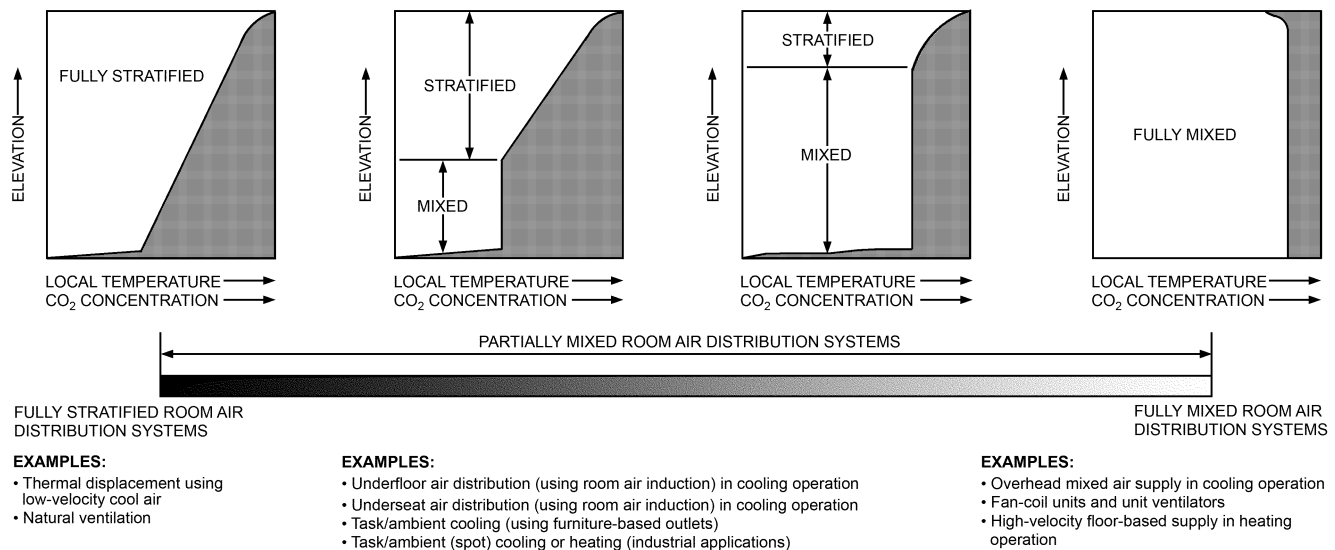 FULLY STRATIFIED
ELEVATION
LOCAL TEMPERATURE
CO2 CONCENTRATION
STRATIFIED
MIXED
ELEVATION
LOCAL TEMPERATURE
CO2 CONCENTRATION
STRATIFIED
MIXED
ELEVATION
LOCAL TEMPERATURE
CO2 CONCENTRATION
FULLY MIXED
ELEVATION
LOCAL TEMPERATURE
CO2 CONCENTRATION
PARTIALLY MIXED ROOM AIR DISTRIBUTION SYSTEMS
FULLY STRATIFIED ROOM AIR
DISTRIBUTION SYSTEMS
FULLY MIXED ROOM AIR
DISTRIBUTION SYSTEMS
EXAMPLES:
• Thermal displacement using
low-velocity cool air
• Natural ventilation
EXAMPLES:
• Underfloor air distribution (using room air induction) in cooling operation
• Underseat air distribution (using room air induction) in cooling operation
• Task/ambient cooling (using furniture-based outlets)
• Task/ambient (spot) cooling or heating (industrial applications)
EXAMPLES:
• Overhead mixed air supply in cooling operation
• Fan-coil units and unit ventilators
• High-velocity floor-based supply in heating
operation